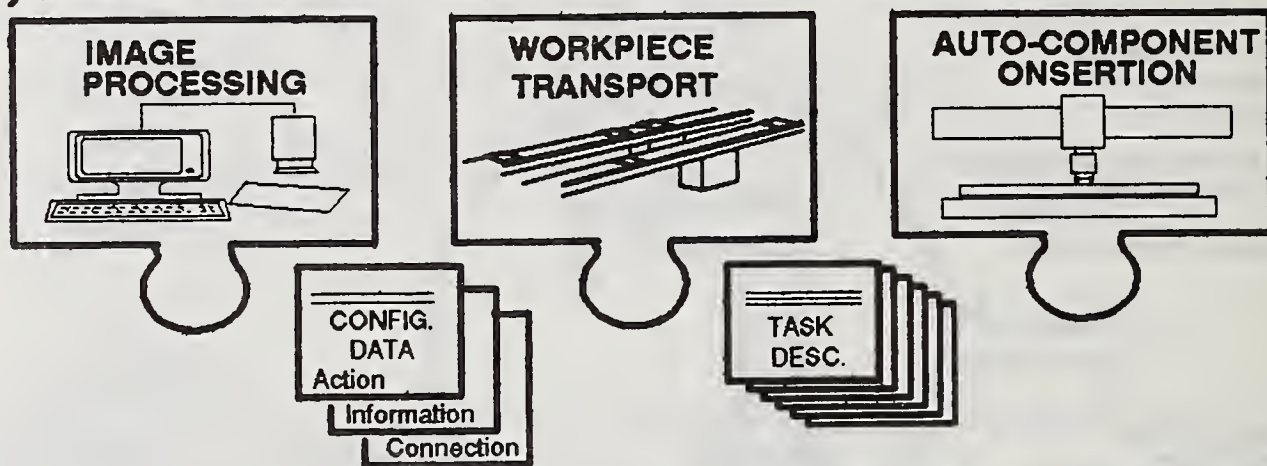 IMAGE
PROCESSING
WORKPIECE
TRANSPORT
AUTO-COMPONENT
ONSERTION
CONFIG.
DATA
Action
Information
Connection
TASK
DESC.